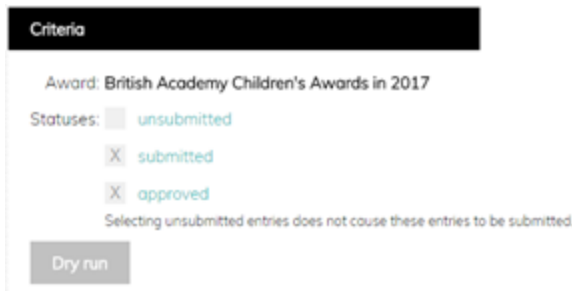 Criteria
Award: British Academy Children's Awards in 2017
Statuses: unsubmitted
X submitted
X approved
Selecting unsubmitted entries does not cause these entries to be submitted
Dry run